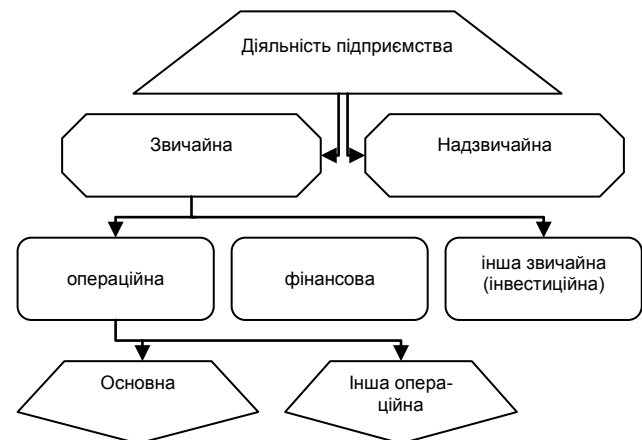 Діяльність підприємства
Звичайна
Надзвичайна
операційна
фінансова
інша звичайна
(інвестиційна)
Основна
Інша опера-
ційна